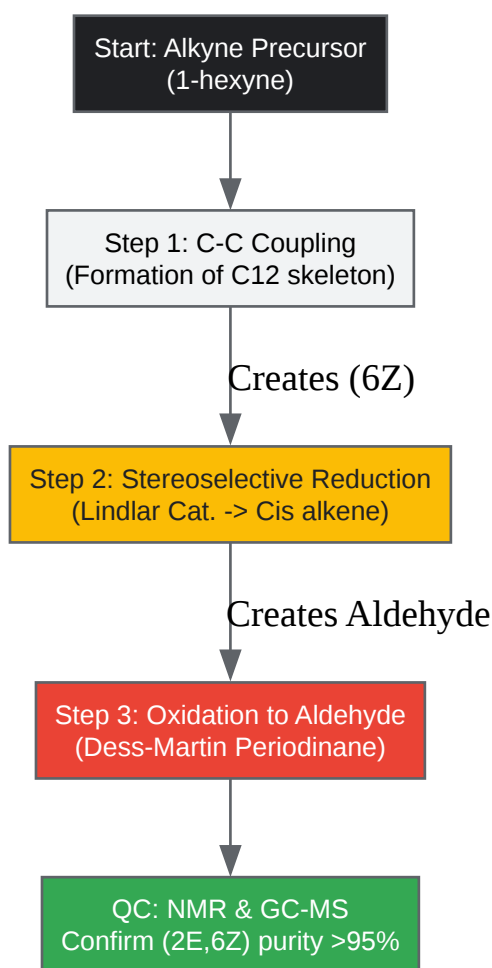 Start: Alkyne Precursor
(1-hexyne)
Step 1: C-C Coupling
(Formation of C12 skeleton)
Creates (6Z)
Step 2: Stereoselective Reduction
(Lindlar Cat. -> Cis alkene)
Creates Aldehyde
Step 3: Oxidation to Aldehyde
(Dess-Martin Periodinane)
QC: NMR & GC-MS
Confirm (2E,6Z) purity >95%